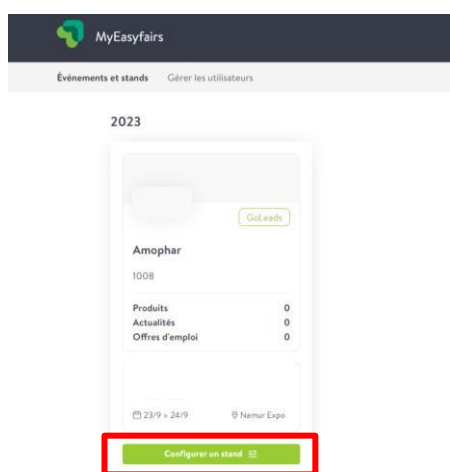 MyEasyfairs
Événements et stands Gérer les utilisateurs
2023
GoLeads
Amophar
1008
Produits 0
Actualités 0
Offres d'emploi 0
23/9 > 24/9 Namur Expo
Configurer un stand